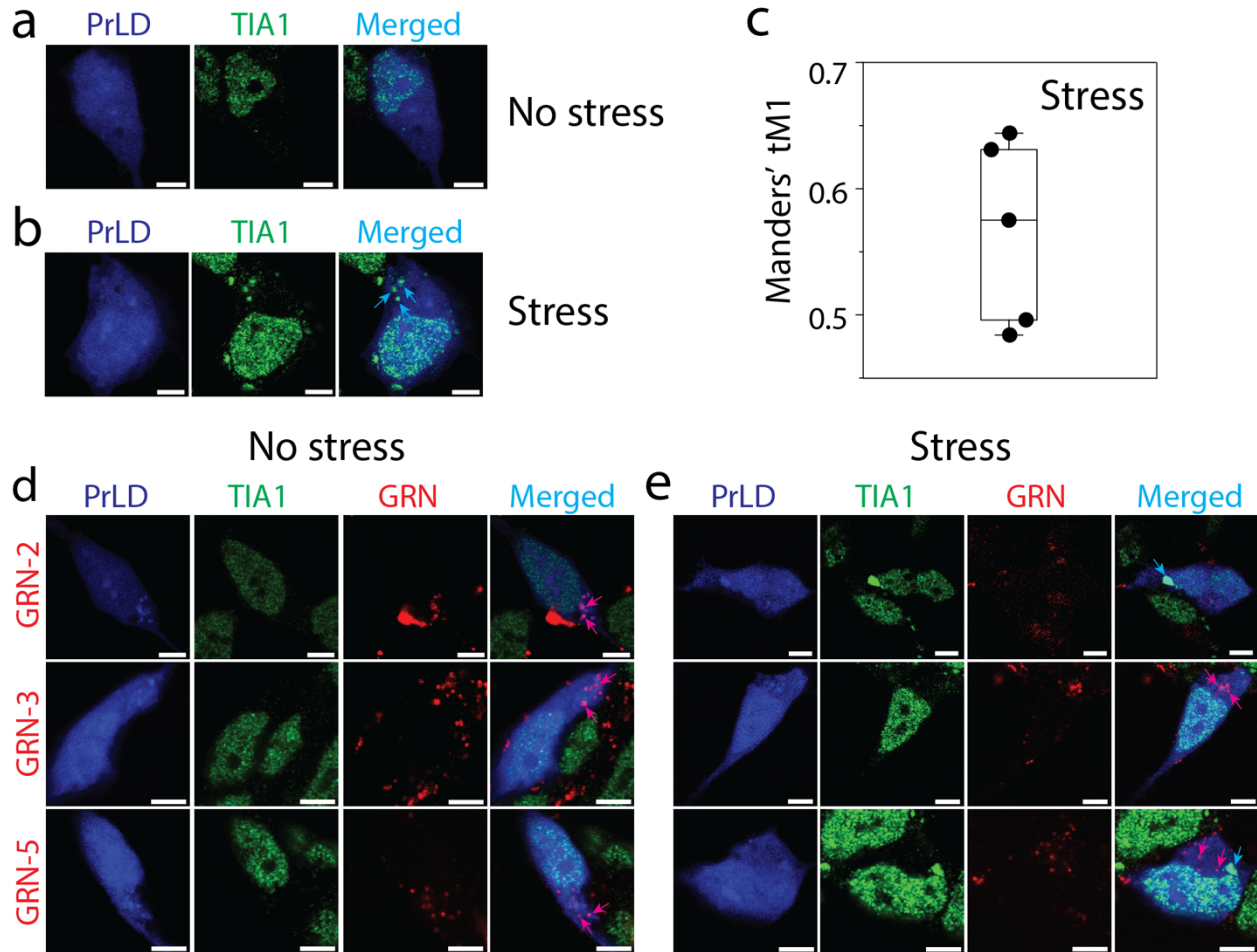 a
PrLD TIA1 Merged
No stress
b
PrLD TIA1 Merged
Stress
c
Stress
Manders' tM1
0.7
0.6
0.5
No stress
d
PrLD TIA1 GRN Merged
GRN-2
GRN-3
GRN-5
Stress
e
PrLD TIA1 GRN Merged